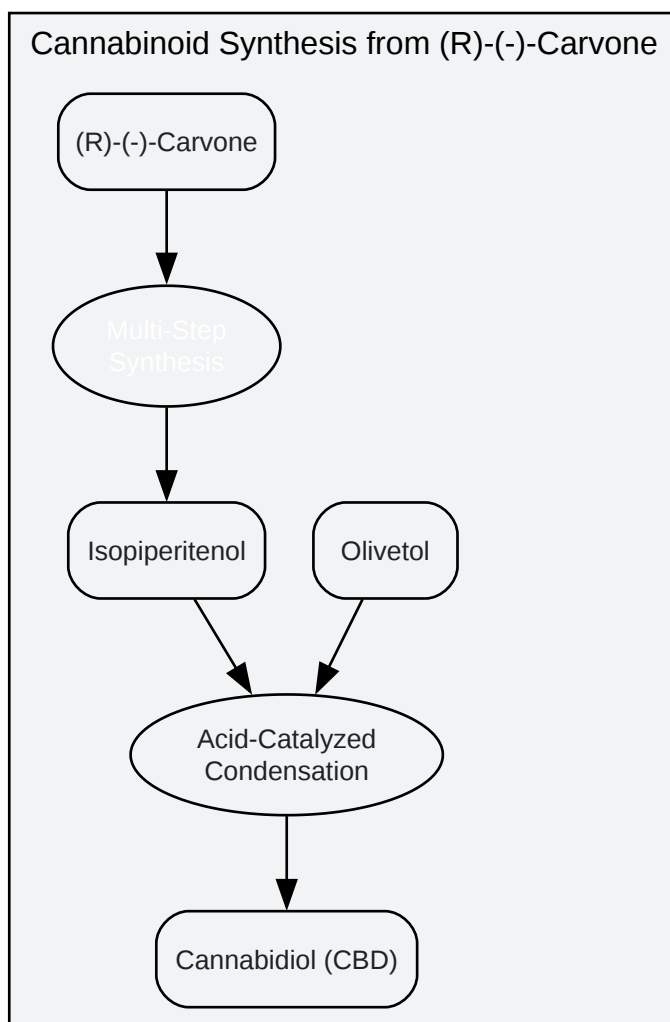 Cannabinoid Synthesis from (R)-(-)-Carvone
(R)-(-)-Carvone
Multi-Step
Synthesis
Isopiperitenol
Olivetol
Acid-Catalyzed
Condensation
Cannabidiol (CBD)